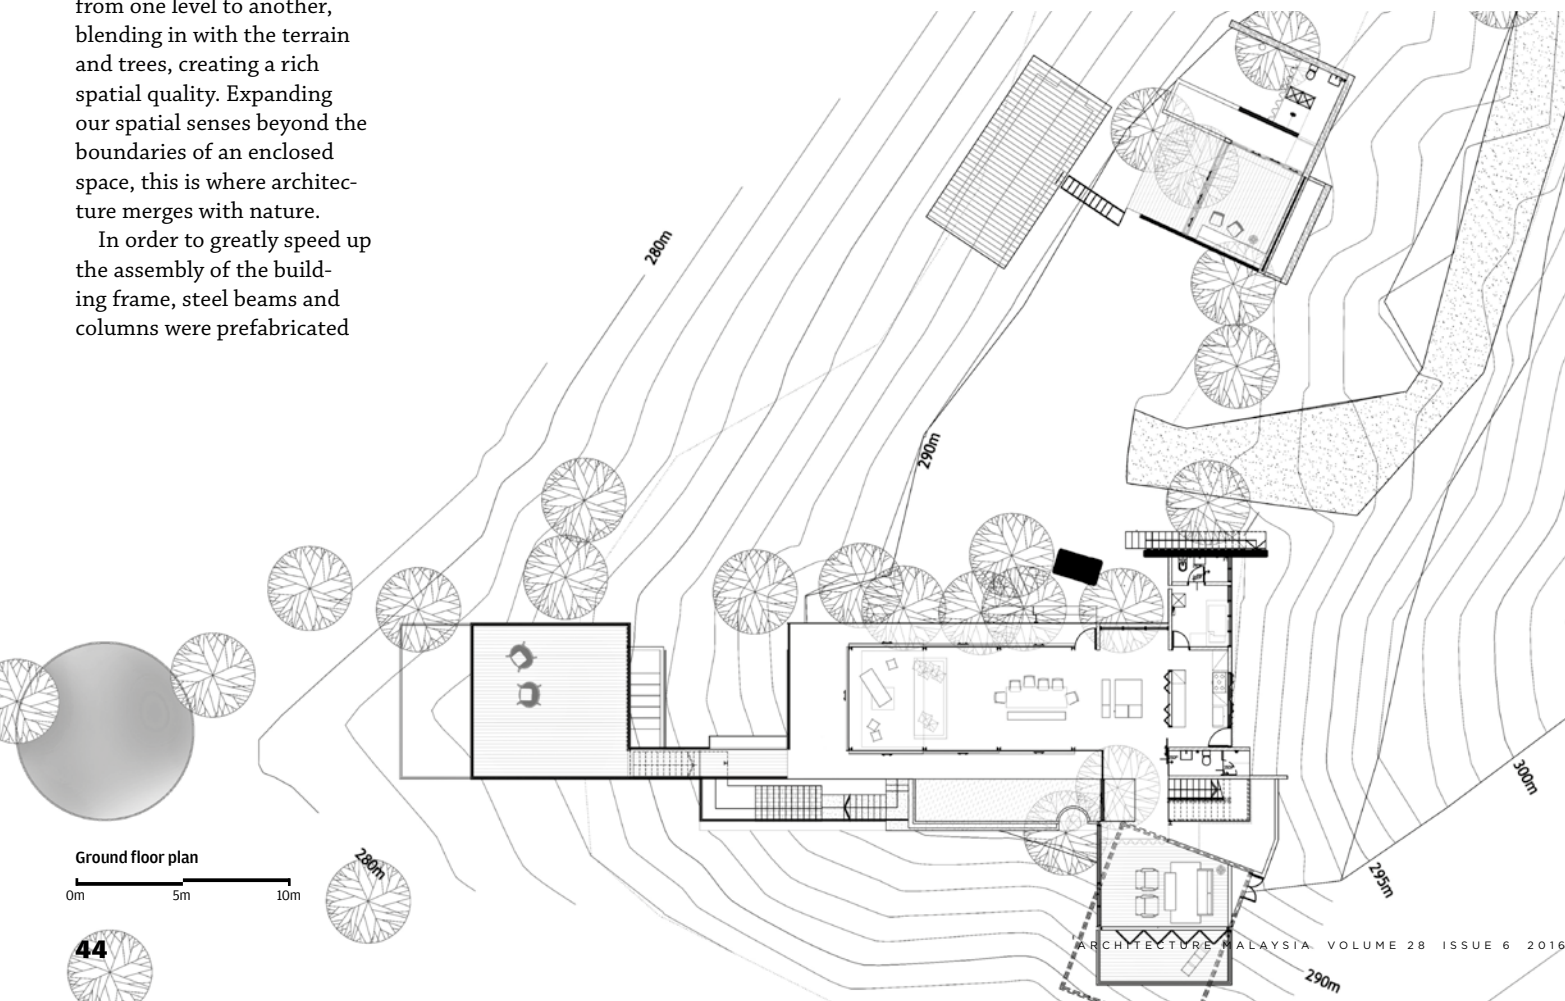 from one level to another,
blending in with the terrain
and trees, creating a rich
spatial quality. Expanding
our spatial senses beyond the
boundaries of an enclosed
space, this is where architec-
ture merges with nature.
In order to greatly speed up
the assembly of the build-
ing frame, steel beams and
columns were prefabricated
280m
290m
300m
295m
290m
280m
Ground floor plan
0m 5m 10m
44
ARCHITECTURE MALAYSIA VOLUME 28 ISSUE 6 2016